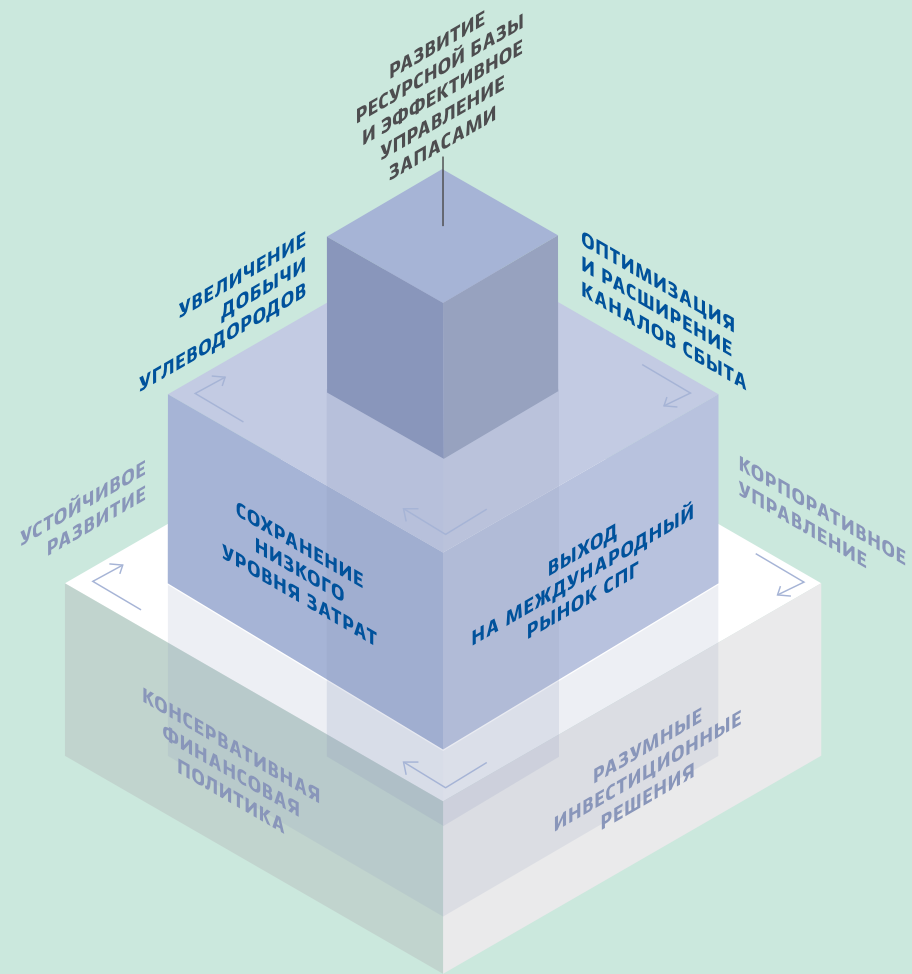 РАЗВИТИЕ
РЕСУРСНОЙ БАЗЫ
И ЭФФЕКТИВНОЕ
УПРАВЛЕНИЕ
ЗАПАСАМИ
УВЕЛИЧЕНИЕ
ДОБЫЧИ
УГЛЕВОДОРОДОВ
ОПТИМИЗАЦИЯ
И РАСШИРЕНИЕ
КАНАЛОВ СБЫТА
УСТОЙЧИВОЕ
РАЗВИТИЕ
КОРПОРАТИВНОЕ
УПРАВЛЕНИЕ
СОХРАНЕНИЕ
НИЗКОГО
УРОВНЯ ЗАТРАТ
ВЫХОД
НА МЕЖДУНАРОДНЫЙ
РЫНОК СПГ
КОНСЕРВАТИВНАЯ
ФИНАНСОВАЯ
ПОЛИТИКА
РАЗУМНЫЕ
ИНВЕСТИЦИОННЫЕ
РЕШЕНИЯ